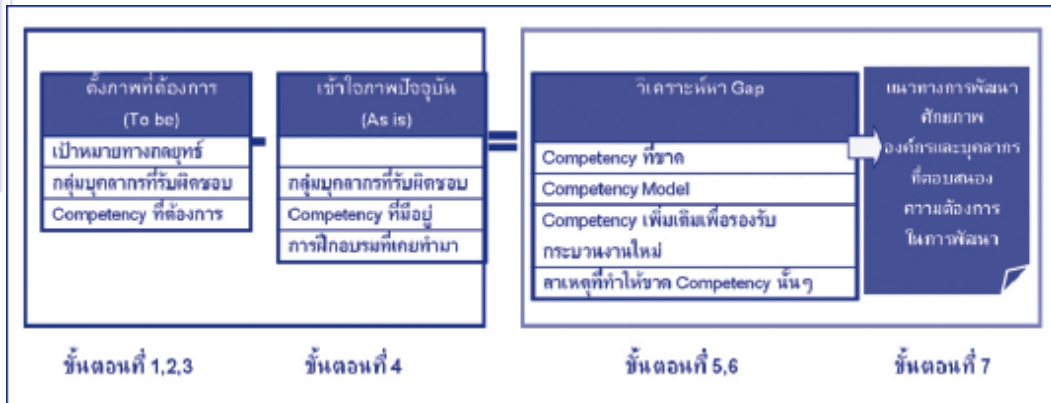 ตั้งภาพที่ต้องการ
(To be)
เป้าหมายทางกลยุทธ์
กลุ่มบุคลากรที่รับผิดชอบ
Competency ที่ต้องการ
-
เข้าใจภาพปัจจุบัน
(As is)
กลุ่มบุคลากรที่รับผิดชอบ
Competency ที่มีอยู่
การฝึกอบรมที่เคยทำมา
=
วิเคราะห์หา Gap
Competency ที่ขาด
Competency Model
Competency เพิ่มเติมเพื่อรองรับ
กระบวนงานใหม่
สาเหตุที่ทำให้ขาด Competency นั้นๆ
แนวทางการพัฒนา
ศักยภาพ
องค์กรและบุคลากร
ที่ตอบสนอง
ความต้องการ
ในการพัฒนา
ขั้นตอนที่ 1,2,3
ขั้นตอนที่ 4
ขั้นตอนที่ 5,6
ขั้นตอนที่ 7